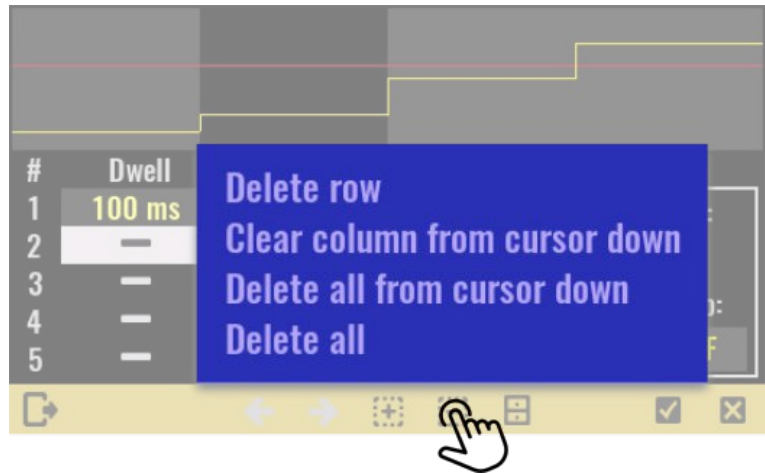 # Dwell
1 100 ms
2
3
4
5
Delete row
Clear column from cursor down
Delete all from cursor down
Delete all